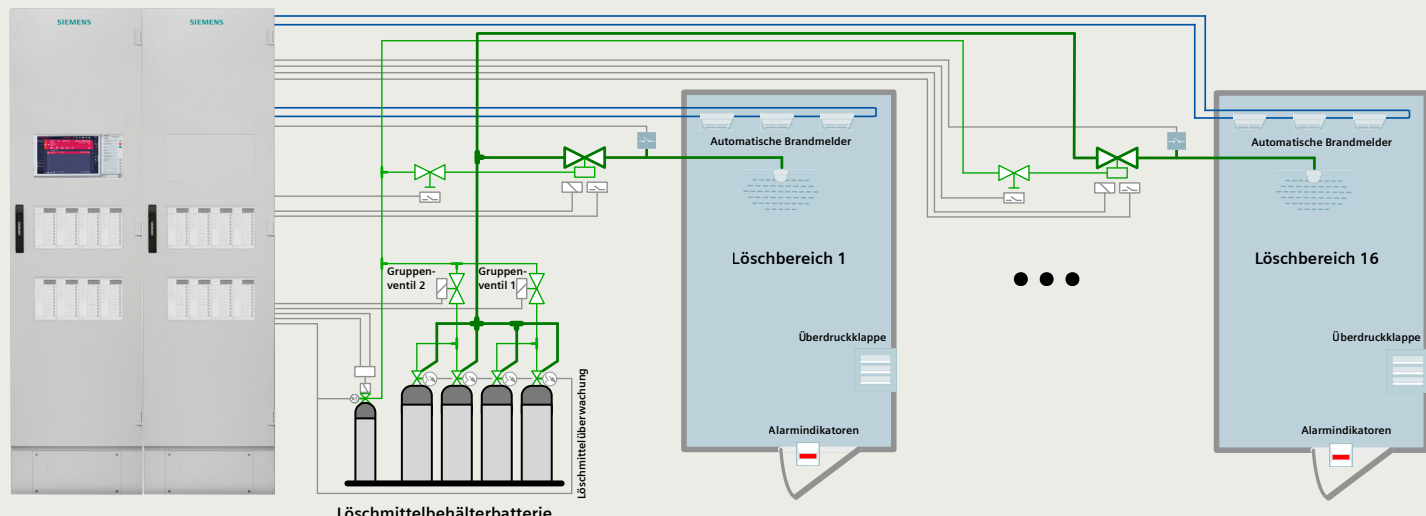 SIEMENS
SIEMENS
Automatische Brandmelder
Löschbereich 1
Überdruckklappe
Alarmindikatoren
Gruppen-
ventil 2
Gruppen-
ventil 1
Löschmittelüberwachung
Löschmittelbehälterbatterie
Automatische Brandmelder
Löschbereich 16
Überdruckklappe
Alarmindikatoren